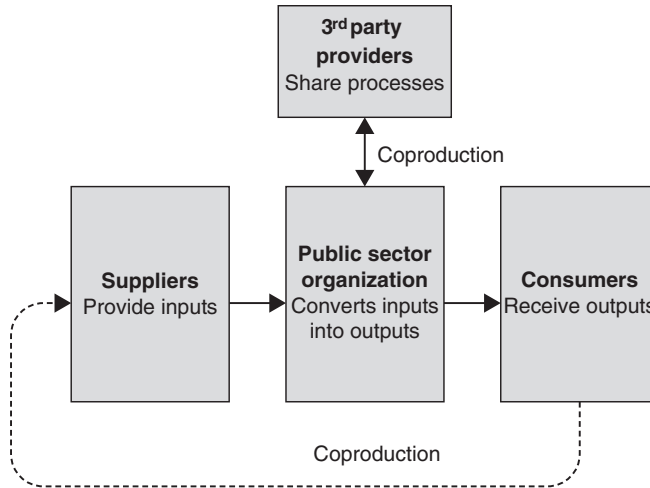 3rd party
providers
Share processes
Coproduction
Suppliers
Provide inputs
Public sector
organization
Converts inputs
into outputs
Consumers
Receive outputs
Coproduction